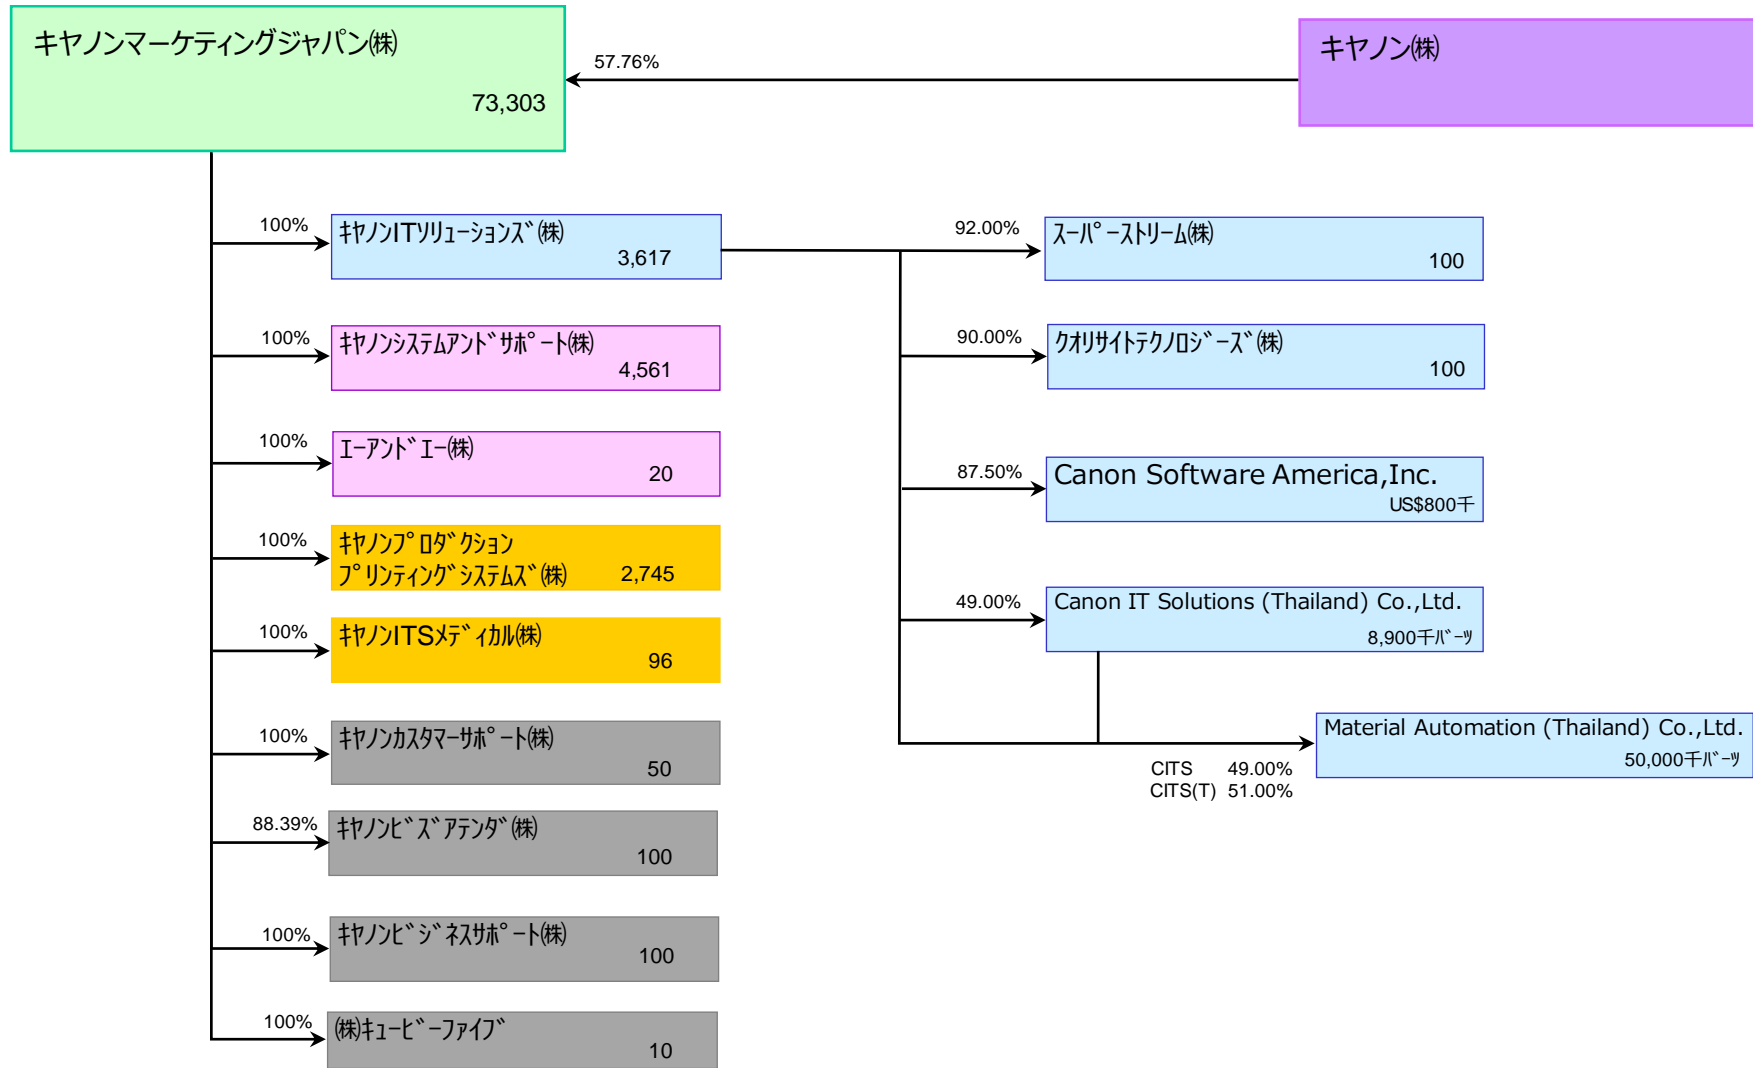 キヤノンマーケティングジャパン㈱
73,303
57.76%
キヤノン㈱
100%
ｷﾔﾉﾝITｿﾘｭｰｼｮﾝｽﾞ㈱
3,617
92.00%
ｽｰﾊﾟｰｽﾄﾘｰﾑ㈱
100
100%
ｷﾔﾉﾝｼｽﾃﾑｱﾝﾄﾞｻﾎﾟｰﾄ㈱
4,561
90.00%
ｸｵﾘｻｲﾄﾃｸﾉﾛｼﾞｰｽﾞ㈱
100
100%
ｴｰｱﾝﾄﾞｴｰ㈱
20
87.50%
Canon Software America,Inc.
US$800千
100%
ｷﾔﾉﾝﾌﾟﾛﾀﾞｸｼｮﾝ
ﾌﾟﾘﾝﾃｨﾝｸﾞｼｽﾃﾑｽﾞ㈱ 2,745
49.00%
Canon IT Solutions (Thailand) Co.,Ltd.
8,900千ﾊﾞｰﾂ
100%
ｷﾔﾉﾝITSﾒﾃﾞｨｶﾙ㈱
96
Material Automation (Thailand) Co.,Ltd.
50,000千ﾊﾞｰﾂ
CITS 49.00%
CITS(T) 51.00%
100%
ｷﾔﾉﾝｶｽﾀﾏｰｻﾎﾟｰﾄ㈱
50
88.39%
ｷﾔﾉﾝﾋﾞｽﾞｱﾃﾝﾀﾞ㈱
100
100%
ｷﾔﾉﾝﾋﾞｼﾞﾈｽｻﾎﾟｰﾄ㈱
100
100%
㈱ｷｭｰﾋﾞｰﾌｧｲﾌﾞ
10